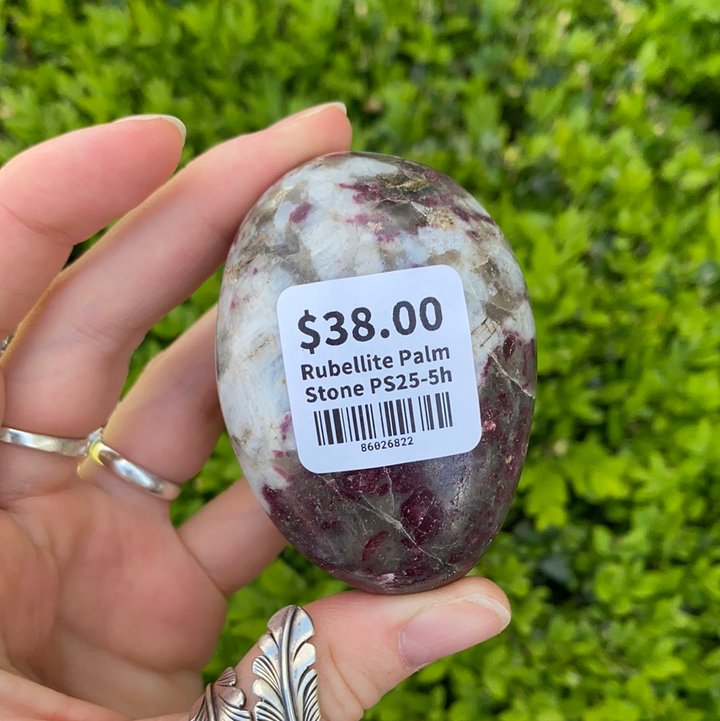 $38.00
Rubellite Palm
Stone PS25-5h
86026822